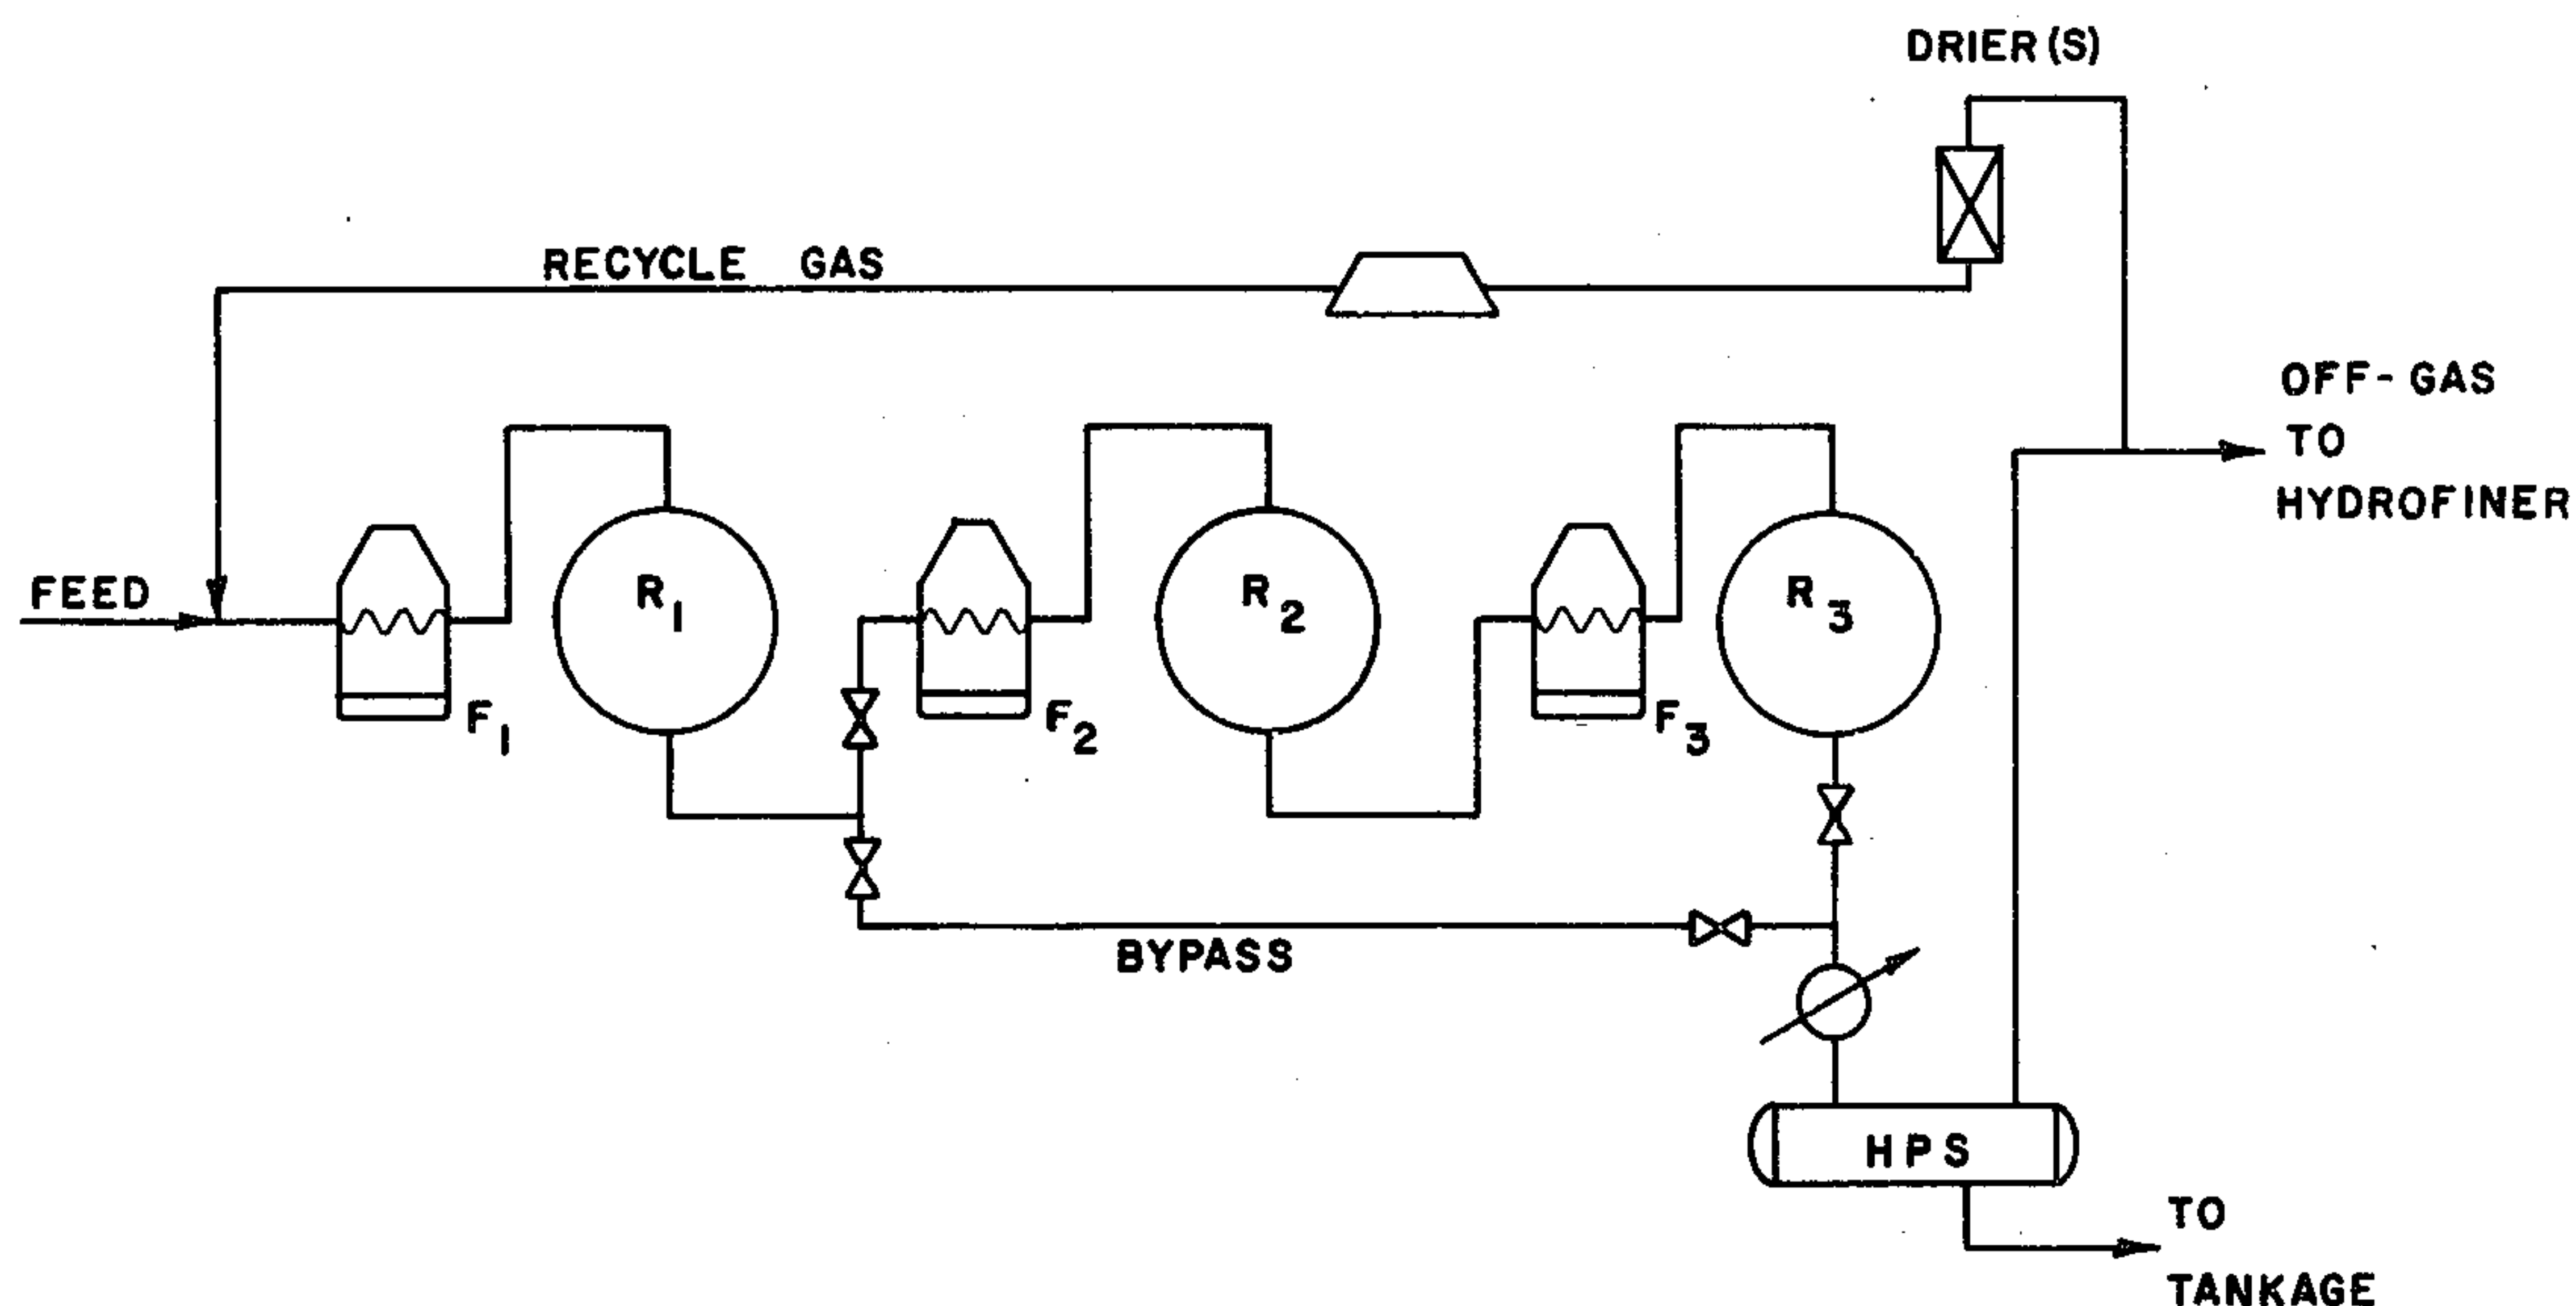 DRIER(S)
RECYCLE GAS
OFF-GAS
TO
HYDROFINER
FEED
R1
R2
R3
F1
F2
F3
BYPASS
HPS
TO
TANKAGE